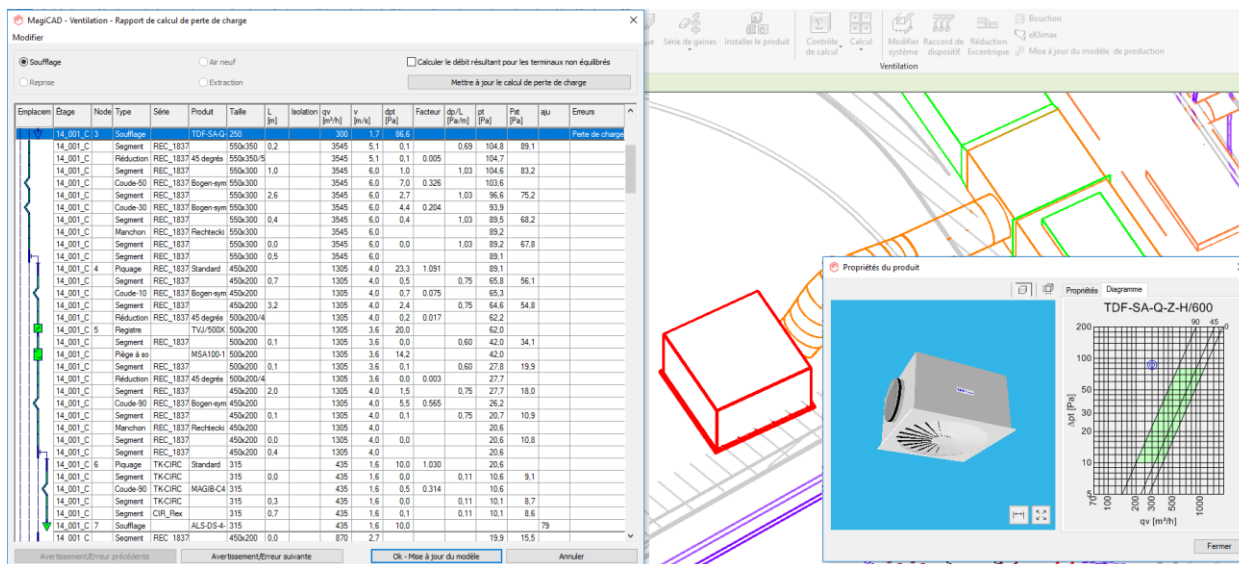 MagiCAD - Ventilation - Rapport de calcul de perte de charge
Modifier
Soufflage Air neuf Calculer le débit résultant pour les terminaux non équilibrés
Reprise Extraction Mettre à jour le calcul de perte de charge
Emplacem Étage Node Type Série Produit Taille L [m] Isolation qv [m³/h] v [m/s] dpt [Pa] Facteur dp/L [Pa/m] pt [Pa] Pst [Pa] aju Erreurs
14_001_C 3 Soufflage TDF-SA-Q- 250 300 1,7 86,6 Perte de charge
14_001_C Segment REC_1837 550x350 0,2 3545 5,1 0,1 0,69 104,8 89,1
14_001_C Réduction REC_1837 45 degrés 550x350/5 3545 5,1 0,1 0.005 104,7
14_001_C Segment REC_1837 550x300 1,0 3545 6,0 1,0 1,03 104,6 83,2
14_001_C Coude-50 REC_1837 Bogen-sym 550x300 3545 6,0 7,0 0.326 103,6
14_001_C Segment REC_1837 550x300 2,6 3545 6,0 2,7 1,03 96,6 75,2
14_001_C Coude-30 REC_1837 Bogen-sym 550x300 3545 6,0 4,4 0.204 93,9
14_001_C Segment REC_1837 550x300 0,4 3545 6,0 0,4 1,03 89,5 68,2
14_001_C Manchon REC_1837 Rechtecki 550x300 3545 6,0 89,2
14_001_C Segment REC_1837 550x300 0,0 3545 6,0 0,0 1,03 89,2 67,8
14_001_C Segment REC_1837 550x300 0,5 3545 6,0 89,1
14_001_C 4 Piquage REC_1837 Standard 450x200 1305 4,0 23,3 1.091 89,1
14_001_C Segment REC_1837 450x200 0,7 1305 4,0 0,5 0,75 65,8 56,1
14_001_C Coude-10 REC_1837 Bogen-sym 450x200 1305 4,0 0,7 0.075 65,3
14_001_C Segment REC_1837 450x200 3,2 1305 4,0 2,4 0,75 64,6 54,8
14_001_C Réduction REC_1837 45 degrés 500x200/4 1305 4,0 0,2 0.017 62,2
14_001_C 5 Registre TVJ/500X 500x200 1305 3,6 20,0 62,0
14_001_C Segment REC_1837 500x200 0,1 1305 3,6 0,0 0,60 42,0 34,1
14_001_C Piège à so MSA100-1 500x200 1305 3,6 14,2 42,0
14_001_C Segment REC_1837 500x200 0,1 1305 3,6 0,1 0,60 27,8 19,9
14_001_C Réduction REC_1837 45 degrés 500x200/4 1305 3,6 0,0 0.003 27,7
14_001_C Segment REC_1837 450x200 2,0 1305 4,0 1,5 0,75 27,7 18,0
14_001_C Coude-90 REC_1837 Bogen-sym 450x200 1305 4,0 5,5 0.565 26,2
14_001_C Segment REC_1837 450x200 0,1 1305 4,0 0,1 0,75 20,7 10,9
14_001_C Manchon REC_1837 Rechtecki 450x200 1305 4,0 20,6
14_001_C Segment REC_1837 450x200 0,0 1305 4,0 0,0 0,75 20,6 10,8
14_001_C Segment REC_1837 450x200 0,4 1305 4,0 20,6
14_001_C 6 Piquage TK-CIRC Standard 315 435 1,6 10,0 1.030 20,6
14_001_C Segment TK-CIRC 315 0,0 435 1,6 0,0 0,11 10,6 9,1
14_001_C Coude-90 TK-CIRC MAGIB-C4 315 435 1,6 0,5 0.314 10,6
14_001_C Segment TK-CIRC 315 0,3 435 1,6 0,0 0,11 10,1 8,7
14_001_C Segment CIR_Rex 315 0,7 435 1,6 0,1 0,11 10,1 8,6
14_001_C 7 Soufflage ALS-DS-4- 315 435 1,6 10,0 79
14_001_C Segment REC_1837 450x200 0,0 870 2,7 19,9 15,5
Avertissement/Erreur précédente Avertissement/Erreur suivante Ok - Mise à jour du modèle Annuler
Série de gaines Installer le produit Contrôle de calcul Calcul Modifier système Raccord de dispositif Réduction Excentrique
Bouchon
eKlimax
Mise à jour du modèle de production
Ventilation
Propriétés du produit
Propriétés Diagramme
TDF-SA-Q-Z-H/600
90 45 0
200
100
50
30
20
10
5
Δpt [Pa]
70 100 200 300 500 1000
qv [m³/h]
Fermer